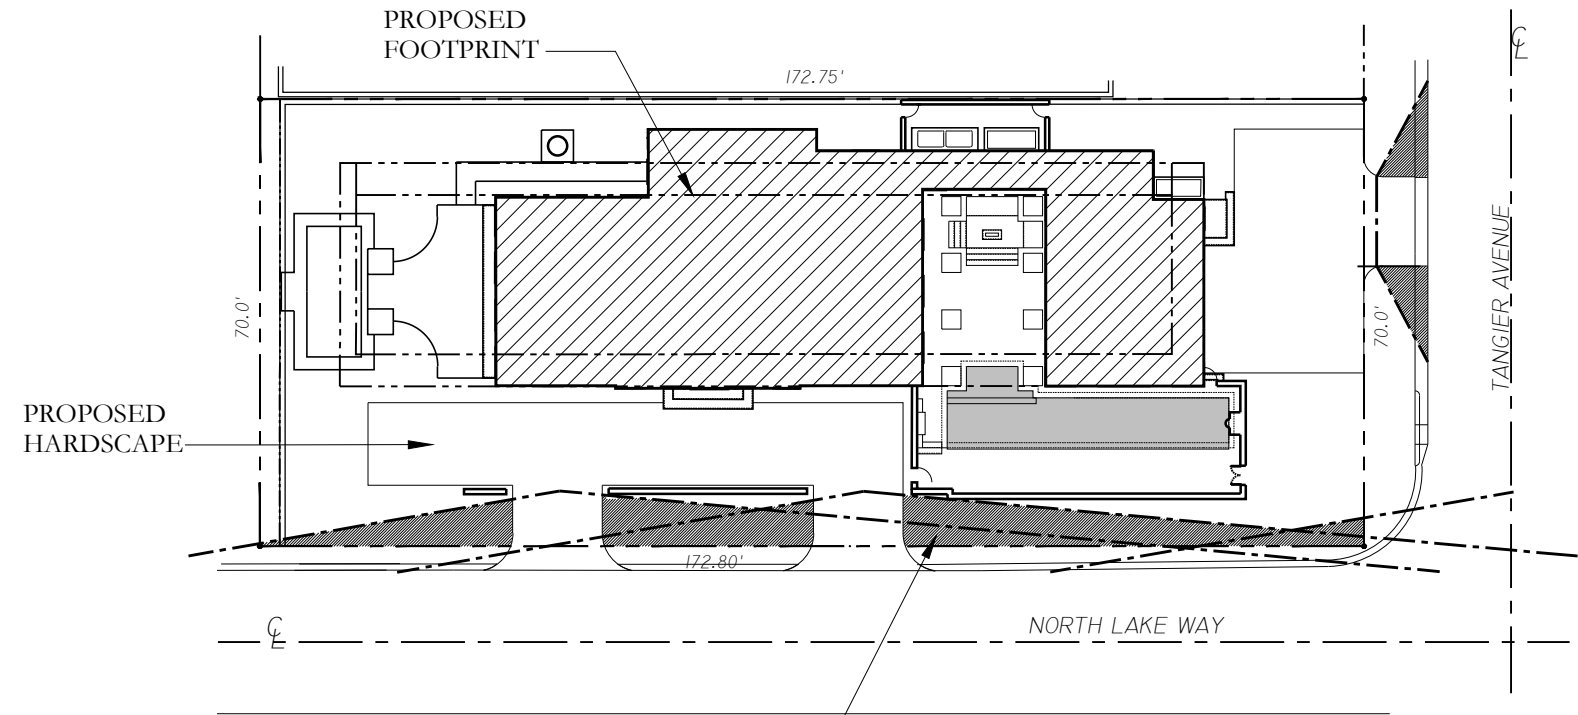 PROPOSED
FOOTPRINT
172.75'
℄
70.0'
70.0'
TANGIER AVENUE
PROPOSED
HARDSCAPE
172.80'
℄
NORTH LAKE WAY